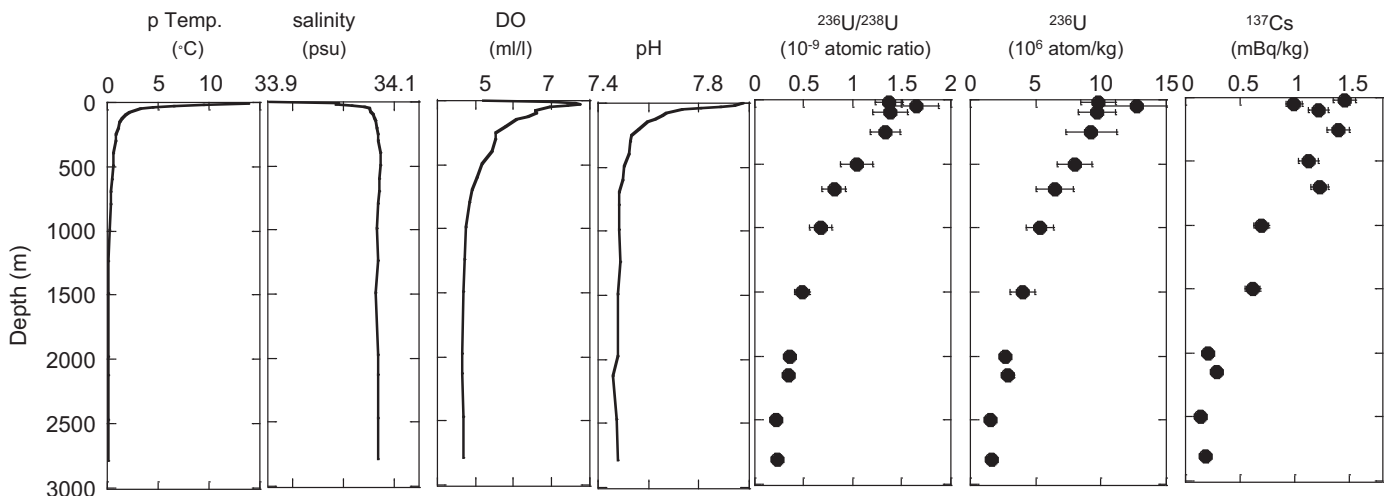 p Temp. salinity DO ²³⁶U/²³⁸U ²³⁶U ¹³⁷Cs
(°C) (psu) (ml/l) pH (10⁻⁹ atomic ratio) (10⁶ atom/kg) (mBq/kg)
0 5 10 33.9 34.1 5 7 7.4 7.8 0 0.5 1 1.5 2 0 5 10 15 0 0.5 1 1.5
0
500
1000
1500
2000
2500
3000
Depth (m)